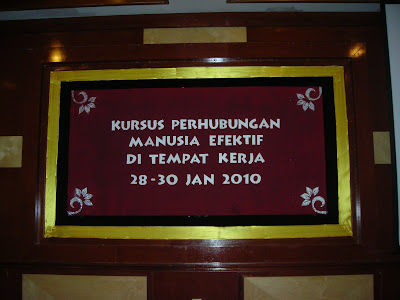 KURSUS PERHUBUNGAN
MANUSIA EFEKTIF
DI TEMPAT KERJA
28-30 JAN 2010